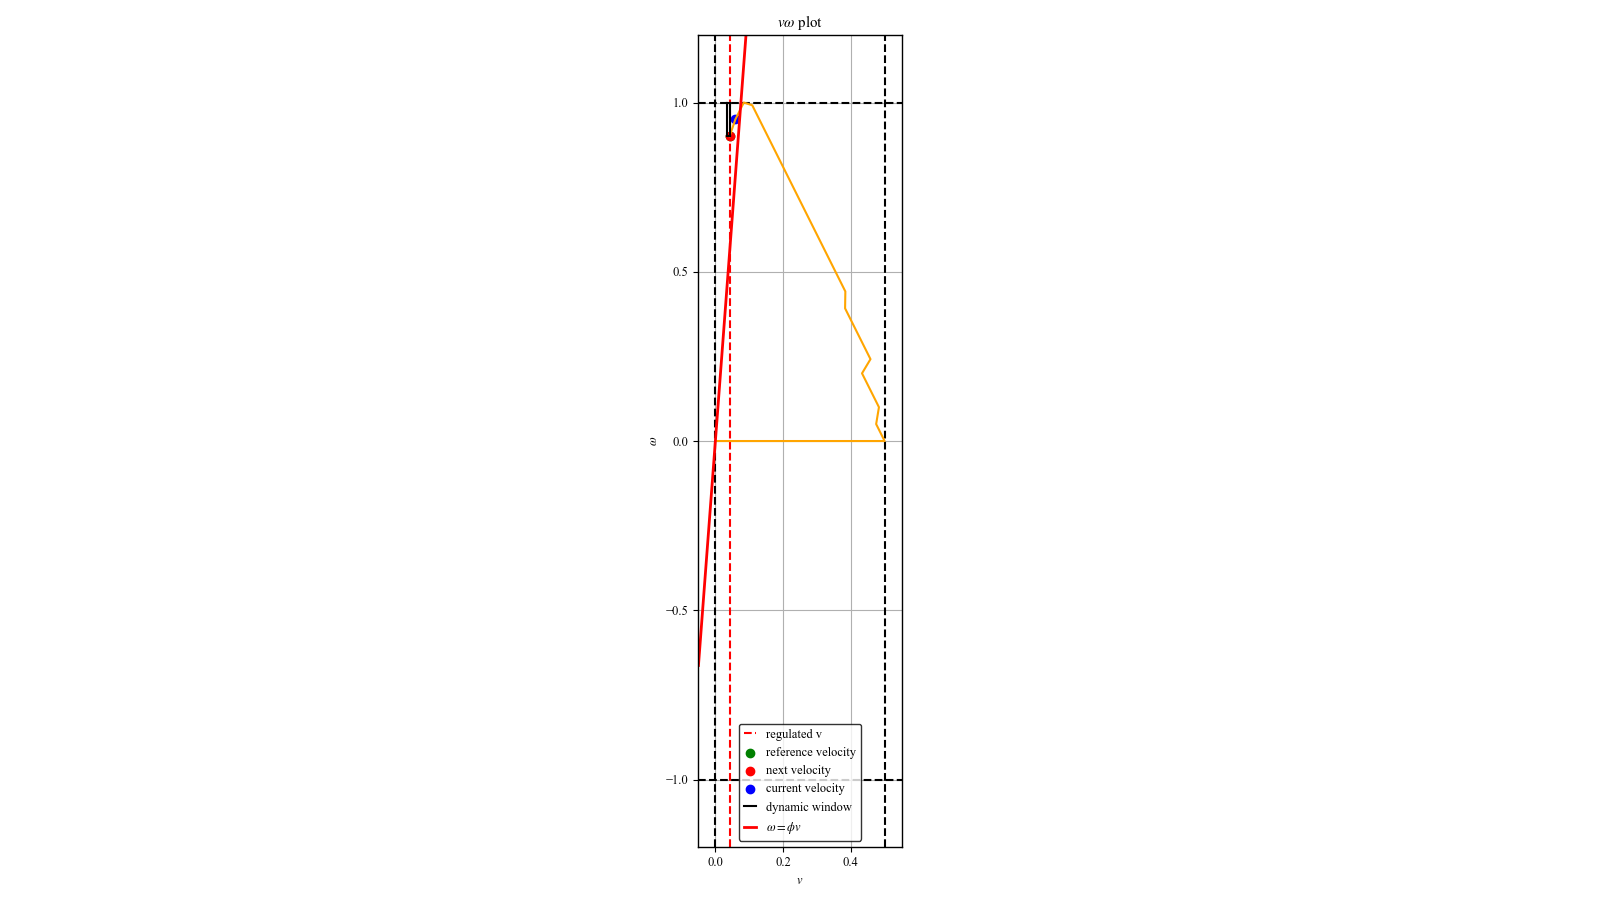 vω plot
1.0
0.5
0.0
−0.5
−1.0
ω
0.0 0.2 0.4
v
regulated v
reference velocity
next velocity
current velocity
dynamic window
ω = ϕv